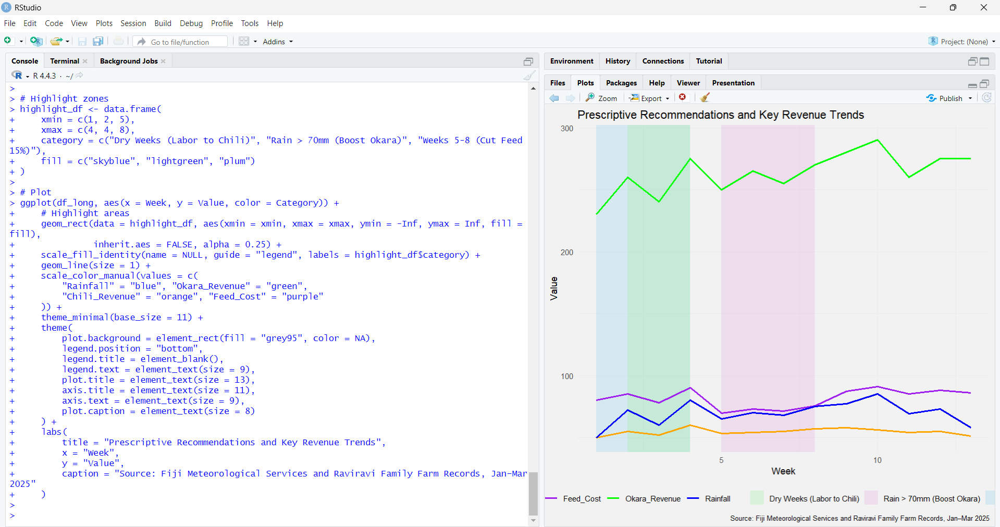 RStudio
File Edit Code View Plots Session Build Debug Profile Tools Help
Go to file/function Addins Project: (None)
Console Terminal Background Jobs
R 4.4.3 · ~/
>
> # Highlight zones
> highlight_df <- data.frame(
+     xmin = c(1, 2, 5),
+     xmax = c(4, 4, 8),
+     category = c("Dry Weeks (Labor to Chili)", "Rain > 70mm (Boost Okara)", "Weeks 5-8 (Cut Feed
15%)"),
+     fill = c("skyblue", "lightgreen", "plum")
+ )
>
> # Plot
> ggplot(df_long, aes(x = Week, y = Value, color = Category)) +
+     # Highlight areas
+     geom_rect(data = highlight_df, aes(xmin = xmin, xmax = xmax, ymin = -Inf, ymax = Inf, fill =
fill),
+               inherit.aes = FALSE, alpha = 0.25) +
+     scale_fill_identity(name = NULL, guide = "legend", labels = highlight_df$category) +
+     geom_line(size = 1) +
+     scale_color_manual(values = c(
+         "Rainfall" = "blue", "Okara_Revenue" = "green",
+         "Chili_Revenue" = "orange", "Feed_Cost" = "purple"
+     )) +
+     theme_minimal(base_size = 11) +
+     theme(
+         plot.background = element_rect(fill = "grey95", color = NA),
+         legend.position = "bottom",
+         legend.title = element_blank(),
+         legend.text = element_text(size = 9),
+         plot.title = element_text(size = 13),
+         axis.title = element_text(size = 11),
+         axis.text = element_text(size = 9),
+         plot.caption = element_text(size = 8)
+     ) +
+     labs(
+         title = "Prescriptive Recommendations and Key Revenue Trends",
+         x = "Week",
+         y = "Value",
+         caption = "Source: Fiji Meteorological Services and Raviravi Family Farm Records, Jan-Mar
2025"
+     )
>
>
Environment History Connections Tutorial
Files Plots Packages Help Viewer Presentation
Zoom Export Publish
Prescriptive Recommendations and Key Revenue Trends
300
200
100
Value
5 10
Week
Feed_Cost Okara_Revenue Rainfall Dry Weeks (Labor to Chili) Rain > 70mm (Boost Okara)
Source: Fiji Meteorological Services and Raviravi Family Farm Records, Jan–Mar 2025